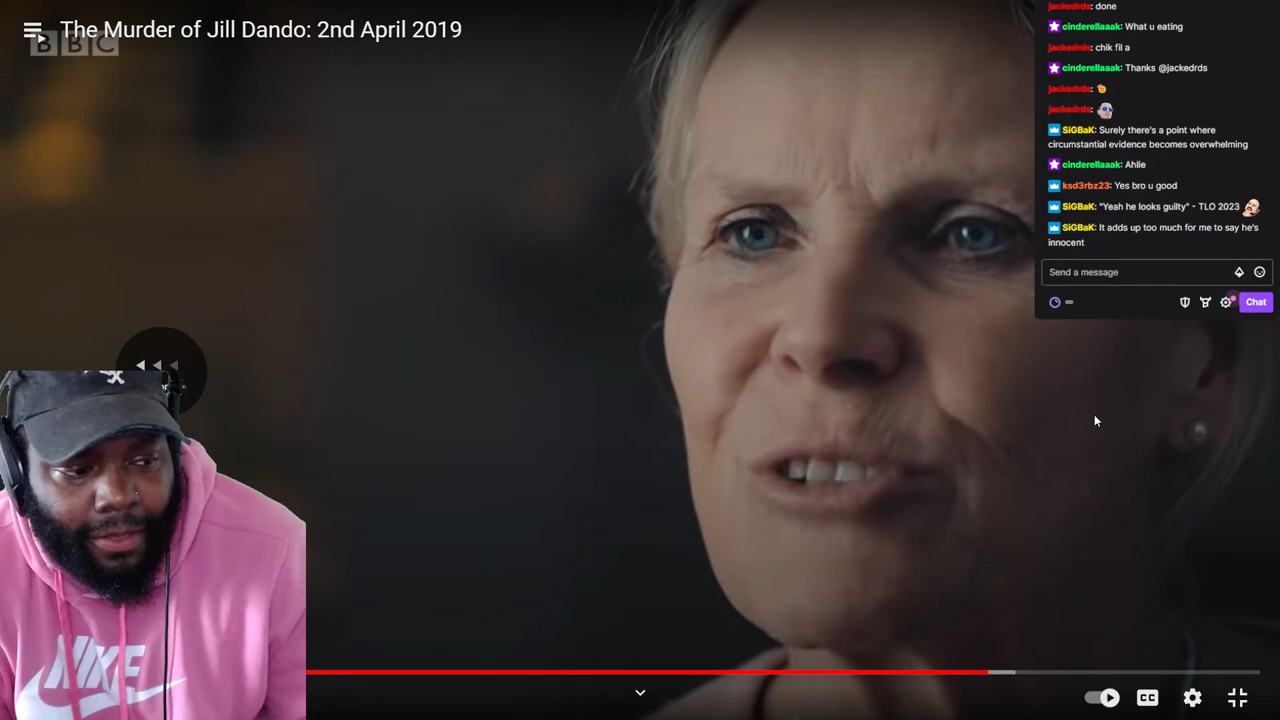 The Murder of Jill Dando: 2nd April 2019
BBC
jackedrds: done
cinderellaaak: What u eating
jackedrds: chik fil a
cinderellaaak: Thanks @jackedrds
jackedrds:
jackedrds:
SiGBaK: Surely there's a point where
circumstantial evidence becomes overwhelming
cinderellaaak: Ahlie
ksd3rbz23: Yes bro u good
SiGBaK: "Yeah he looks guilty" - TLO 2023
SiGBaK: It adds up too much for me to say he's
innocent
Send a message
∞
Chat
NIKE
CC